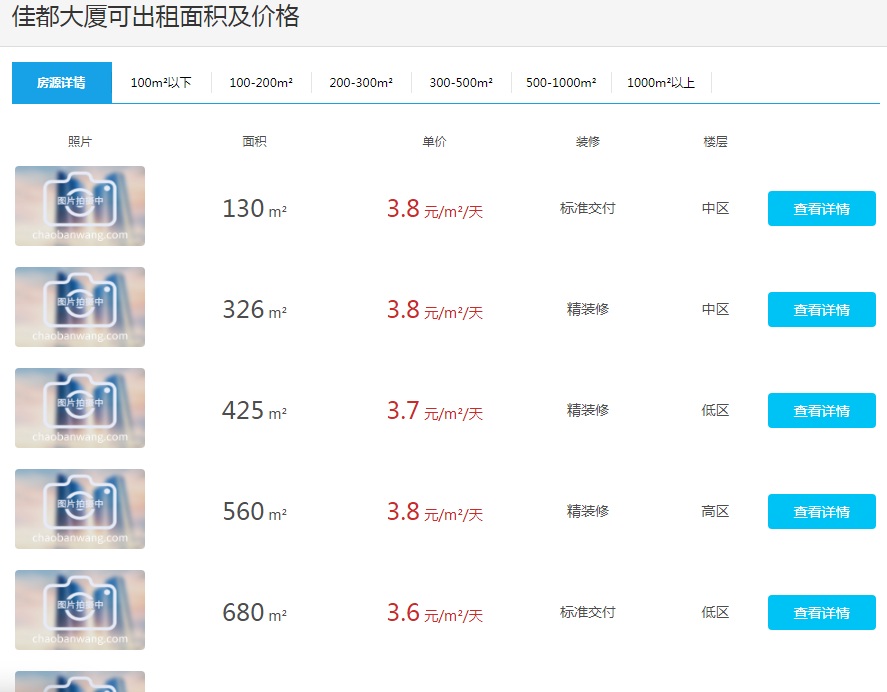 佳都大厦可出租面积及价格
房源详情 100m²以下 100-200m² 200-300m² 300-500m² 500-1000m² 1000m²以上
照片 面积 单价 装修 楼层
图片拍摄中
chaobanwang.com
130 m² 3.8 元/m²/天 标准交付 中区 查看详情
图片拍摄中
chaobanwang.com
326 m² 3.8 元/m²/天 精装修 中区 查看详情
图片拍摄中
chaobanwang.com
425 m² 3.7 元/m²/天 精装修 低区 查看详情
图片拍摄中
chaobanwang.com
560 m² 3.8 元/m²/天 精装修 高区 查看详情
图片拍摄中
chaobanwang.com
680 m² 3.6 元/m²/天 标准交付 低区 查看详情